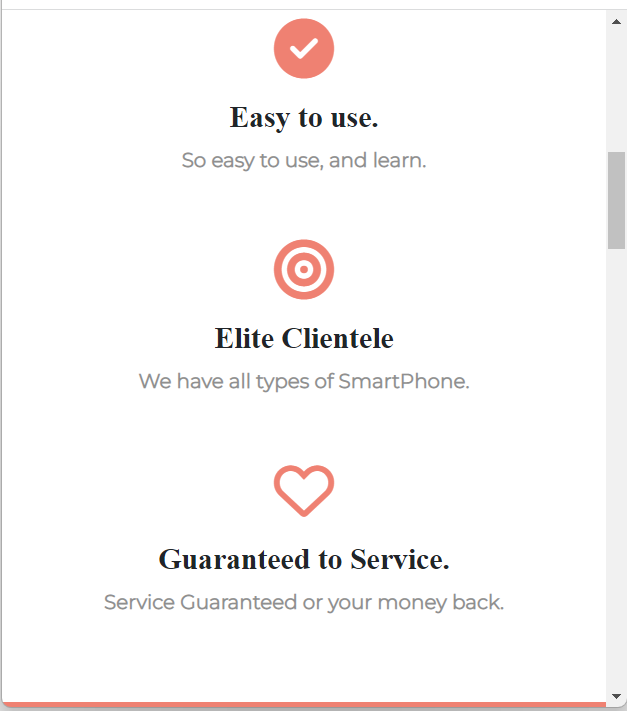 Easy to use.
So easy to use, and learn.
Elite Clientele
We have all types of SmartPhone.
Guaranteed to Service.
Service Guaranteed or your money back.